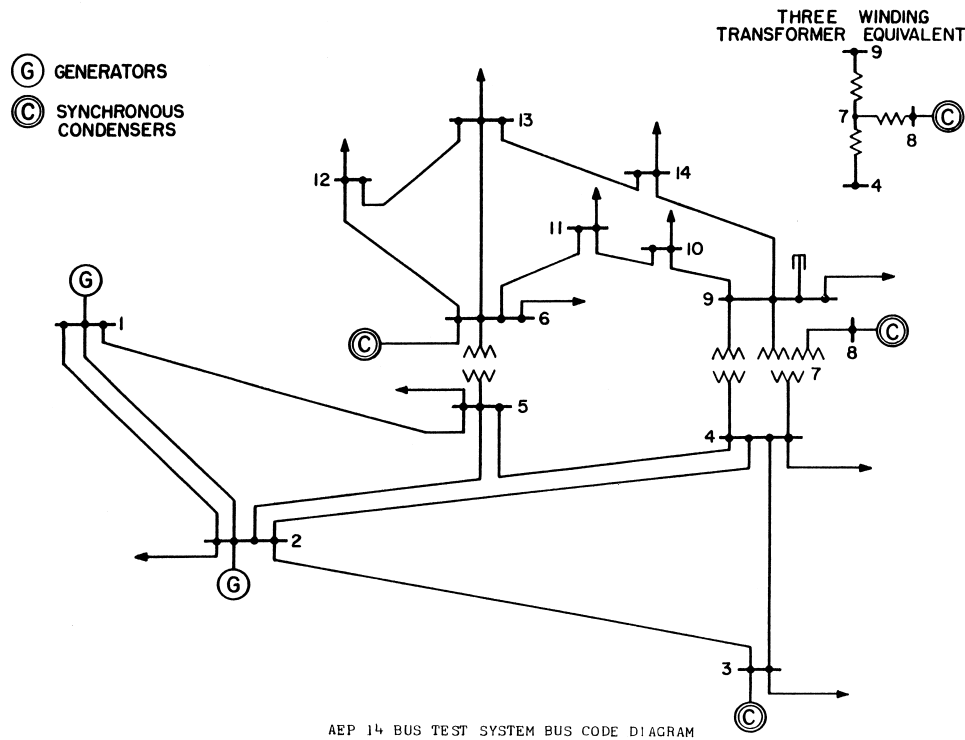 THREE WINDING
TRANSFORMER EQUIVALENT
9
7
C
8
4
G GENERATORS
C SYNCHRONOUS
CONDENSERS
13
12
14
11
10
G
1
9
6
C
C
8
7
5
4
2
G
3
C
AEP 14 BUS TEST SYSTEM BUS CODE DIAGRAM